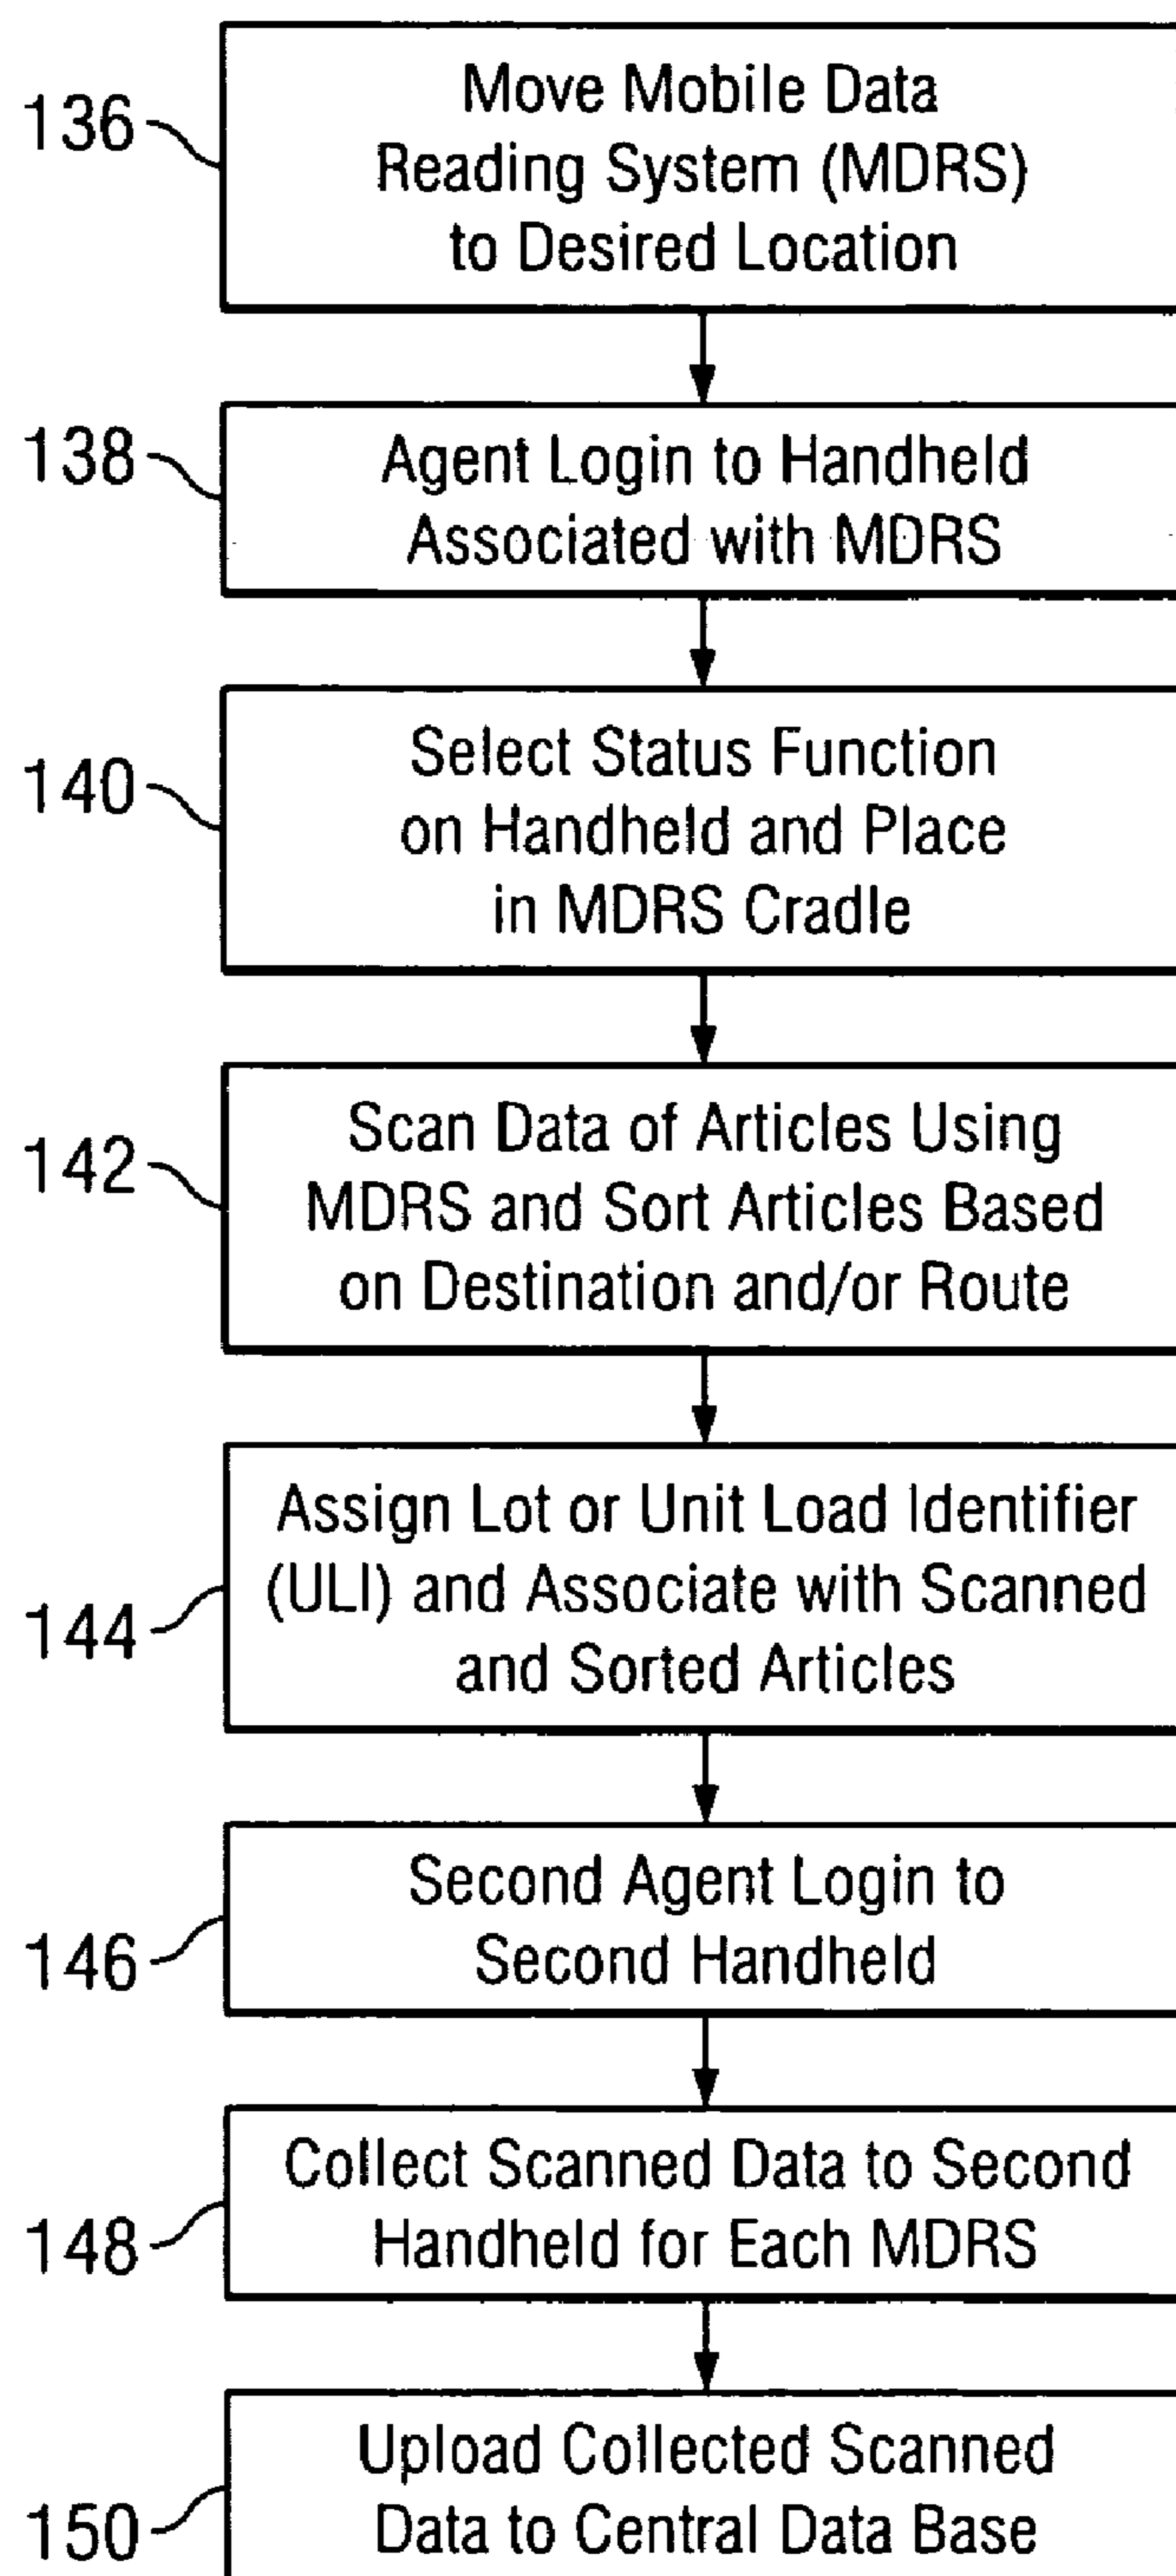 136
Move Mobile Data
Reading System (MDRS)
to Desired Location
138
Agent Login to Handheld
Associated with MDRS
140
Select Status Function
on Handheld and Place
in MDRS Cradle
142
Scan Data of Articles Using
MDRS and Sort Articles Based
on Destination and/or Route
144
Assign Lot or Unit Load Identifier
(ULI) and Associate with Scanned
and Sorted Articles
146
Second Agent Login to
Second Handheld
148
Collect Scanned Data to Second
Handheld for Each MDRS
150
Upload Collected Scanned
Data to Central Data Base